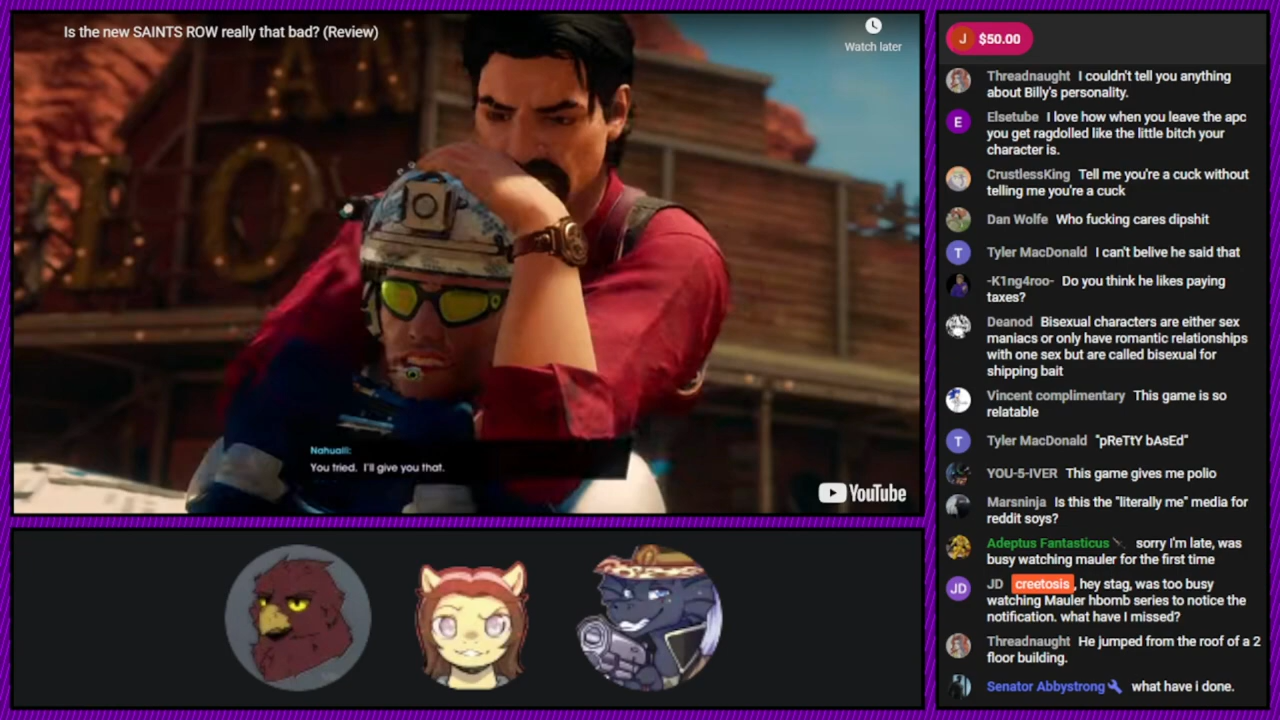 Is the new SAINTS ROW really that bad? (Review)
Watch later
AN
LO
Nahualli:
You tried. I'll give you that.
YouTube
J $50.00
Threadnaught I couldn't tell you anything
about Billy's personality.
E Elsetube I love how when you leave the apc
you get ragdolled like the little bitch your
character is.
CrustlessKing Tell me you're a cuck without
telling me you're a cuck
Dan Wolfe Who fucking cares dipshit
T Tyler MacDonald I can't belive he said that
-K1ng4roo- Do you think he likes paying
taxes?
Deanod Bisexual characters are either sex
maniacs or only have romantic relationships
with one sex but are called bisexual for
shipping bait
Vincent complimentary This game is so
relatable
T Tyler MacDonald "pReTtY bAsEd"
YOU-5-IVER This game gives me polio
Marsninja Is this the "literally me" media for
reddit soys?
Adeptus Fantasticus sorry I'm late, was
busy watching mauler for the first time
JD JD creetosis, hey stag, was too busy
watching Mauler hbomb series to notice the
notification. what have I missed?
Threadnaught He jumped from the roof of a 2
floor building.
Senator Abbystrong what have i done.